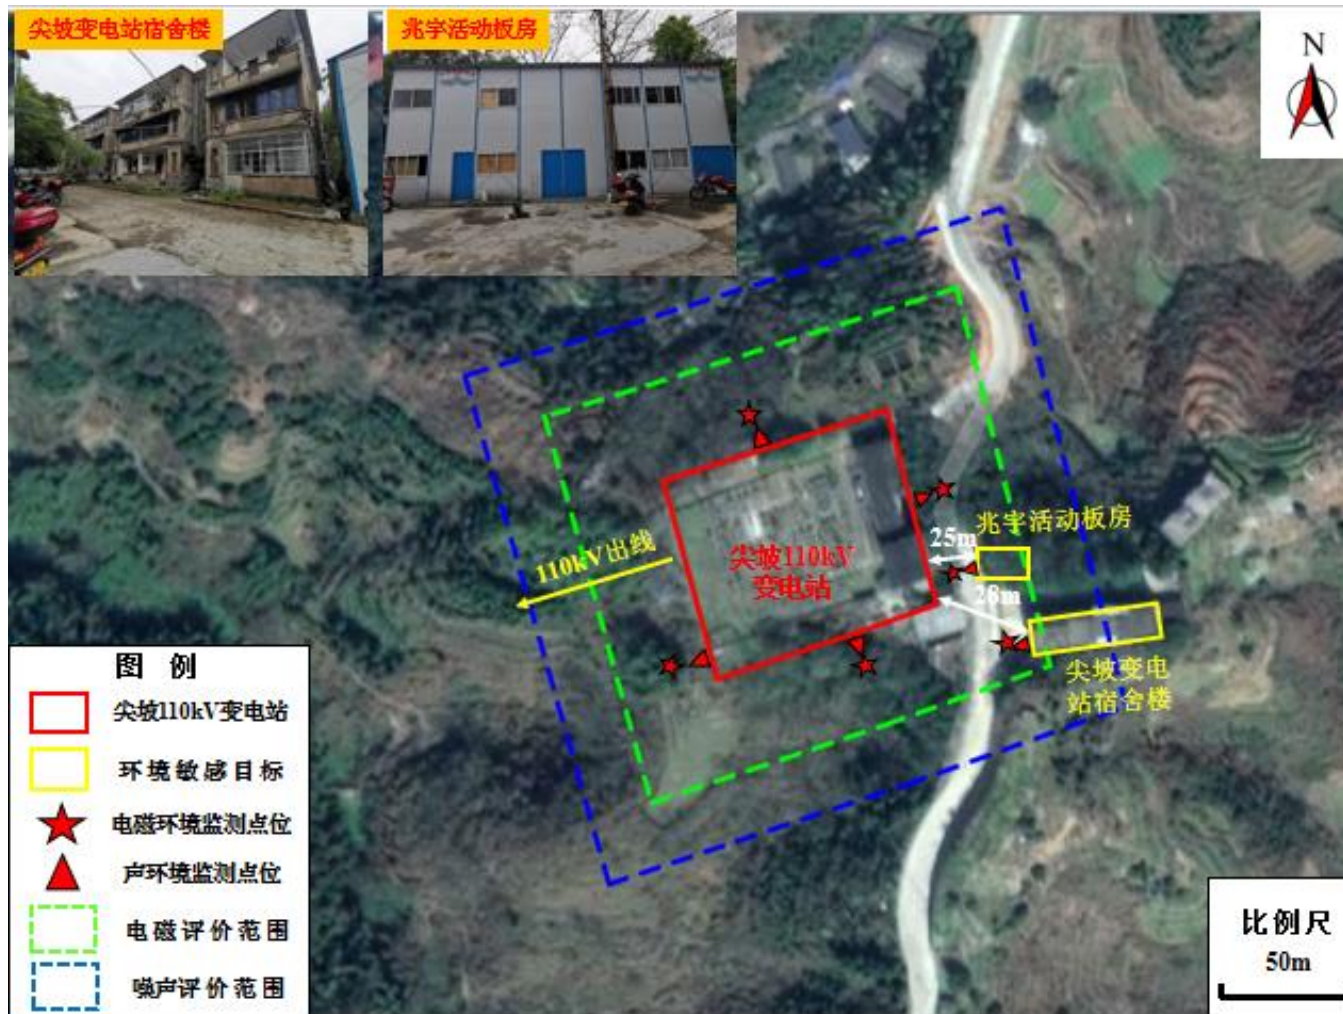 尖坡变电站宿舍楼
兆字活动板房
N
兆字活动板房
25m
110kV出线
尖坡110kV
变电站
28m
尖坡变电
站宿舍楼
图 例
尖坡110kV变电站
环境敏感目标
电磁环境监测点位
声环境监测点位
电磁评价范围
噪声评价范围
比例尺
50m